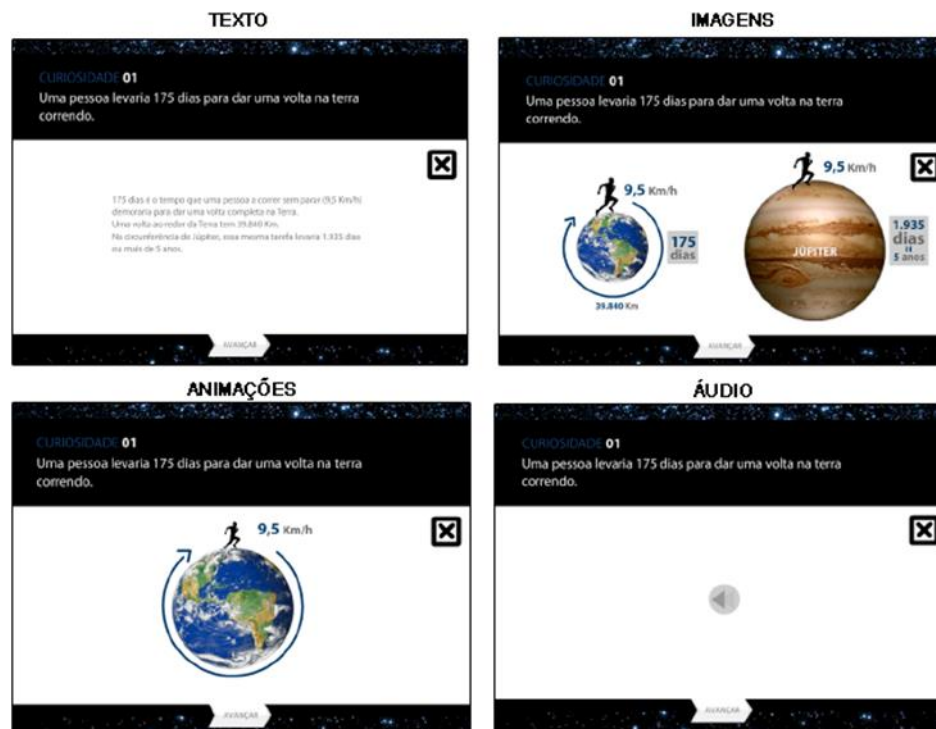 TEXTO
CURIOSIDADE 01
Uma pessoa levaria 175 dias para dar uma volta na terra
correndo.
175 dias é o tempo que uma pessoa a correr sem parar (9,5 Km/h)
demoraria para dar uma volta completa na Terra.
Uma volta ao redor da Terra tem 39.840 Km.
Na circunferência de Júpiter, essa mesma tarefa levaria 1.935 dias
ou mais de 5 anos.
AVANÇAR
IMAGENS
CURIOSIDADE 01
Uma pessoa levaria 175 dias para dar uma volta na terra
correndo.
9,5 Km/h
175
dias
39.840 Km
9,5 Km/h
JÚPITER
1.935
dias
=
5 anos
AVANÇAR
ANIMAÇÕES
CURIOSIDADE 01
Uma pessoa levaria 175 dias para dar uma volta na terra
correndo.
9,5 Km/h
AVANÇAR
ÁUDIO
CURIOSIDADE 01
Uma pessoa levaria 175 dias para dar uma volta na terra
correndo.
AVANÇAR